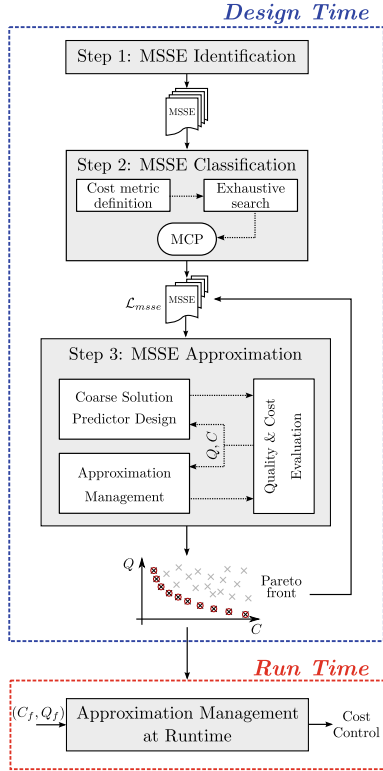 Design Time
Step 1: MSSE Identification
MSSE
Step 2: MSSE Classification
Cost metric
definition
Exhaustive
search
MCP
MSSE
ℒmsse
Step 3: MSSE Approximation
Coarse Solution
Predictor Design
Quality & Cost
Evaluation
Q, C
Approximation
Management
Q
Pareto
front
C
Run Time
(Cf, Qf)
Approximation Management
at Runtime
Cost
Control